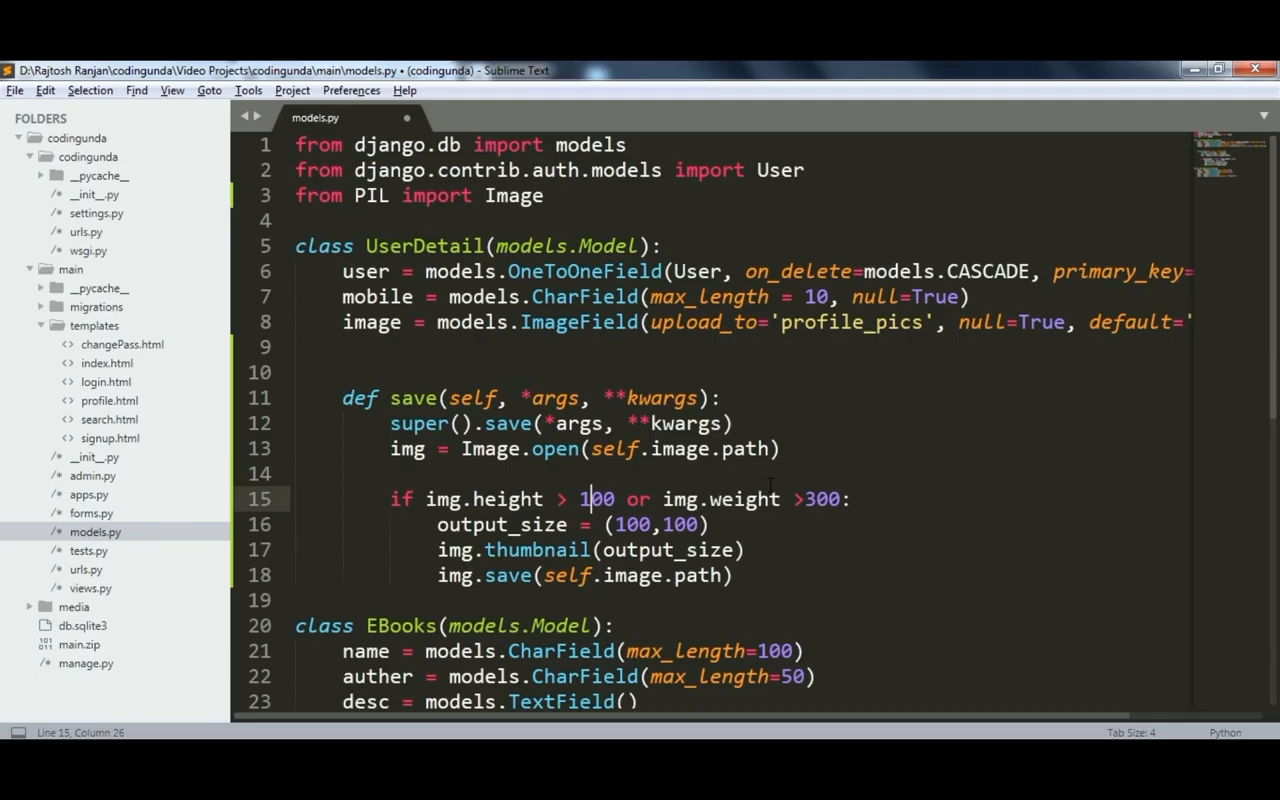 D:\Rajtosh Ranjan\codingunda\Video Projects\codingunda\main\models.py • (codingunda) - Sublime Text
File Edit Selection Find View Goto Tools Project Preferences Help
FOLDERS
codingunda
codingunda
__pycache__
__init__.py
settings.py
urls.py
wsgi.py
main
__pycache__
migrations
templates
changePass.html
index.html
login.html
profile.html
search.html
signup.html
__init__.py
admin.py
apps.py
forms.py
models.py
tests.py
urls.py
views.py
media
db.sqlite3
main.zip
manage.py
models.py
1 from django.db import models
2 from django.contrib.auth.models import User
3 from PIL import Image
4
5 class UserDetail(models.Model):
6 user = models.OneToOneField(User, on_delete=models.CASCADE, primary_key=
7 mobile = models.CharField(max_length = 10, null=True)
8 image = models.ImageField(upload_to='profile_pics', null=True, default='
9
10
11 def save(self, *args, **kwargs):
12 super().save(*args, **kwargs)
13 img = Image.open(self.image.path)
14
15 if img.height > 100 or img.weight >300:
16 output_size = (100,100)
17 img.thumbnail(output_size)
18 img.save(self.image.path)
19
20 class EBooks(models.Model):
21 name = models.CharField(max_length=100)
22 auther = models.CharField(max_length=50)
23 desc = models.TextField()
Line 15, Column 26
Tab Size: 4
Python